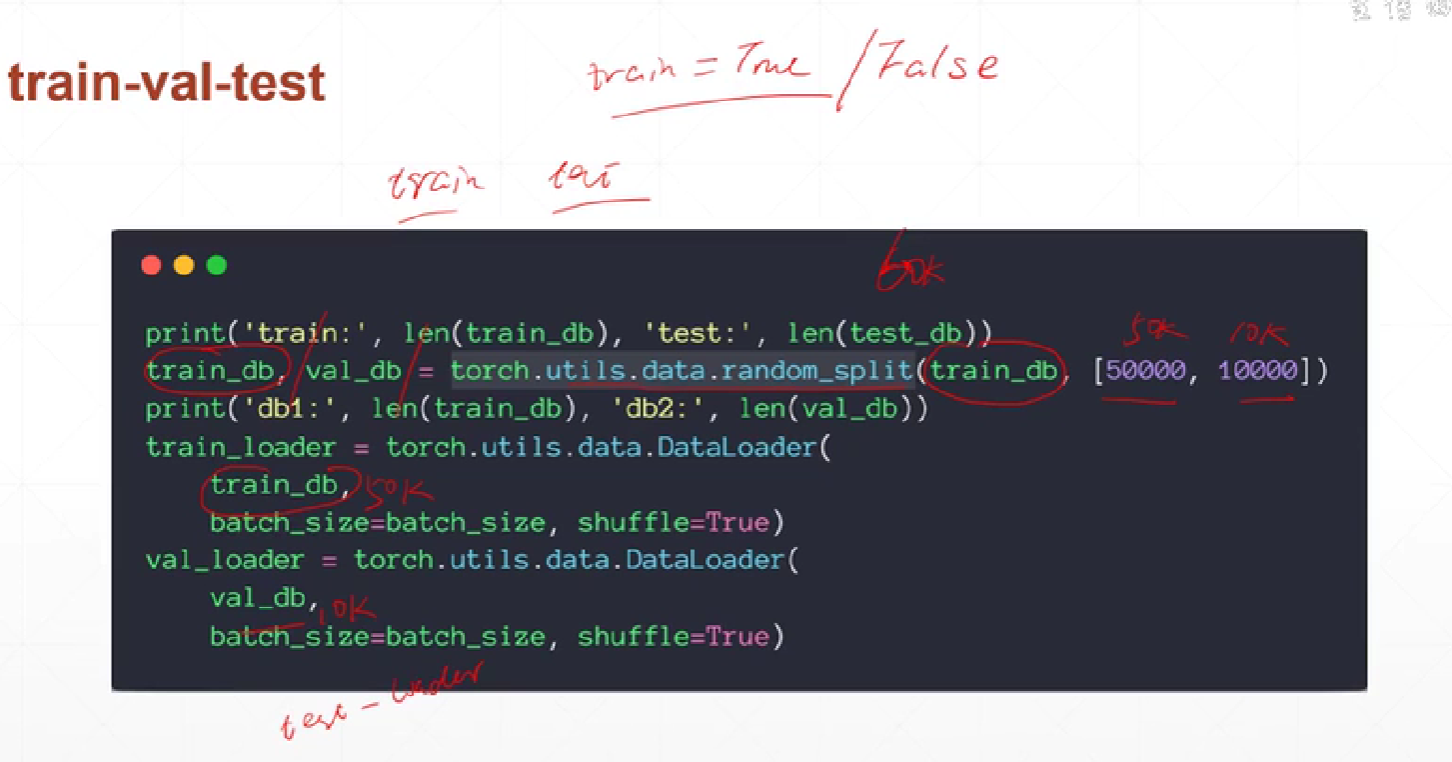 train = True / False
train-val-test
train test
60K
print('train:', len(train_db), 'test:', len(test_db))
50K 10K
train_db, val_db = torch.utils.data.random_split(train_db, [50000, 10000])
print('db1:', len(train_db), 'db2:', len(val_db))
train_loader = torch.utils.data.DataLoader(
train_db, 50K
batch_size=batch_size, shuffle=True)
val_loader = torch.utils.data.DataLoader(
val_db, 10K
batch_size=batch_size, shuffle=True)
test-loader